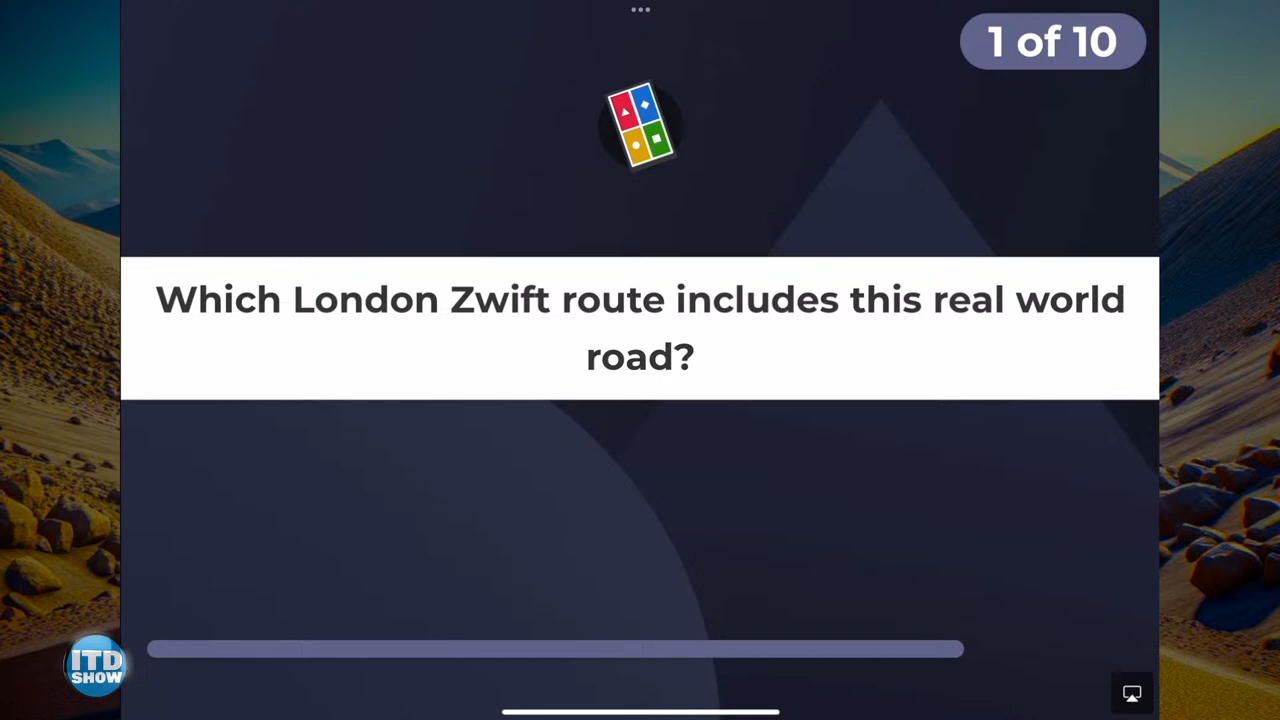 1 of 10
Which London Zwift route includes this real world
road?
ITD
SHOW